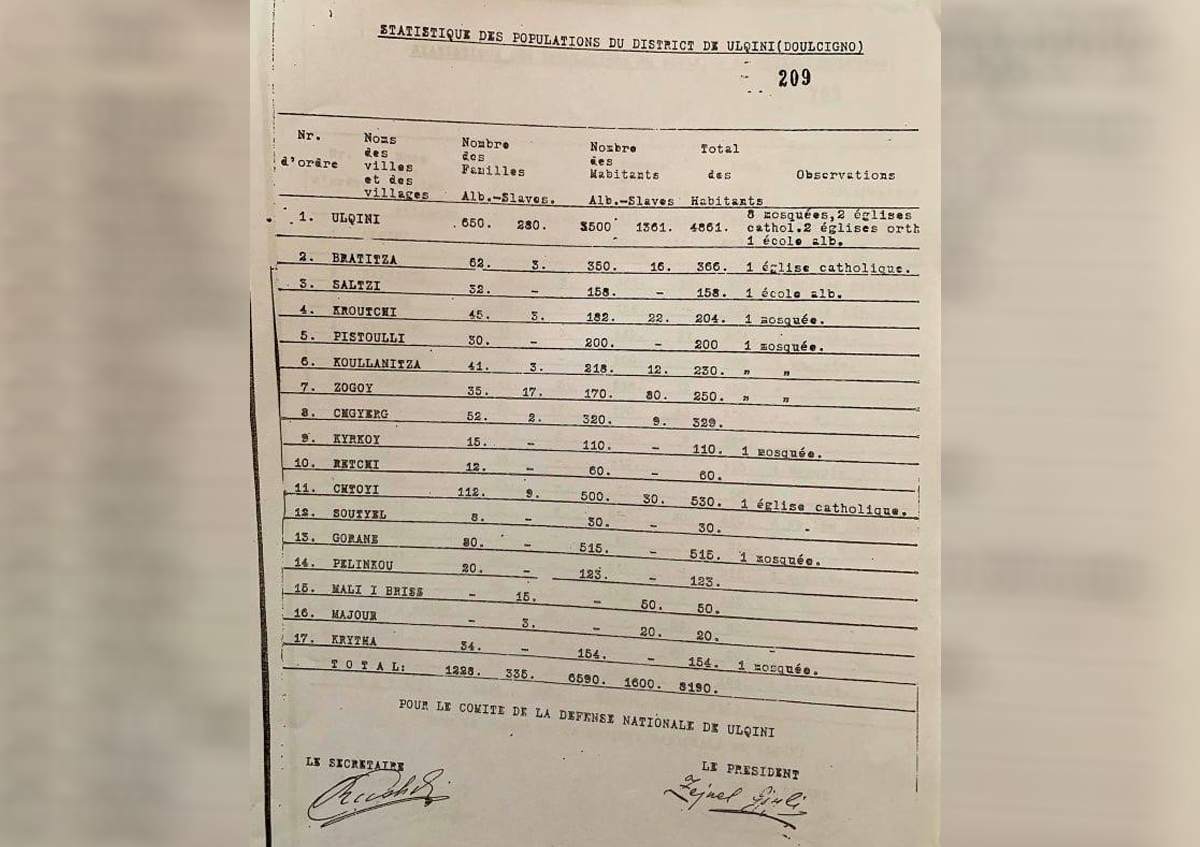 STATISTIQUE DES POPULATIONS DU DISTRICT DE ULQINI(DOULCIGNO)
209
Nr. d'ordre Noms des villes et des villages Nombre des Familles Alb.-Slaves. Nombre des Habitants Alb.-Slaves Total des Habitants Observations
1. ULQINI 650. 280. 3500 1361. 4861. 8 mosquées,2 églises cathol.2 églises orth 1 école alb.
2. BRATITZA 62. 3. 350. 16. 366. 1 église catholique.
3. SALTZI 32. - 158. - 158. 1 école alb.
4. KROUTCHI 45. 3. 182. 22. 204. 1 mosquée.
5. PISTOULLI 30. - 200. - 200 1 mosquée.
6. KOULLANITZA 41. 3. 218. 12. 230. " "
7. ZOGOY 35. 17. 170. 80. 250. " "
8. CHGYERG 52. 2. 320. 9. 329.
9. KYRKOY 15. - 110. - 110. 1 mosquée.
10. RETCHI 12. - 60. - 60.
11. CHTOYI 112. 9. 500. 30. 530. 1 église catholique.
12. SOUTYEL 8. - 30. - 30.
13. GORANE 80. - 515. - 515. 1 mosquée.
14. PELINKOU 20. - 123. - 123.
15. MALI I BRISS - 15. - 50. 50.
16. MAJOUR - 3. - 20. 20.
17. KRYTHA 34. - 154. - 154. 1 mosquée.
TOTAL: 1228. 335. 6590. 1600. 8190.
POUR LE COMITE DE LA DEFENSE NATIONALE DE ULQINI
LE SECRETAIRE
LE PRESIDENT
Zejnel